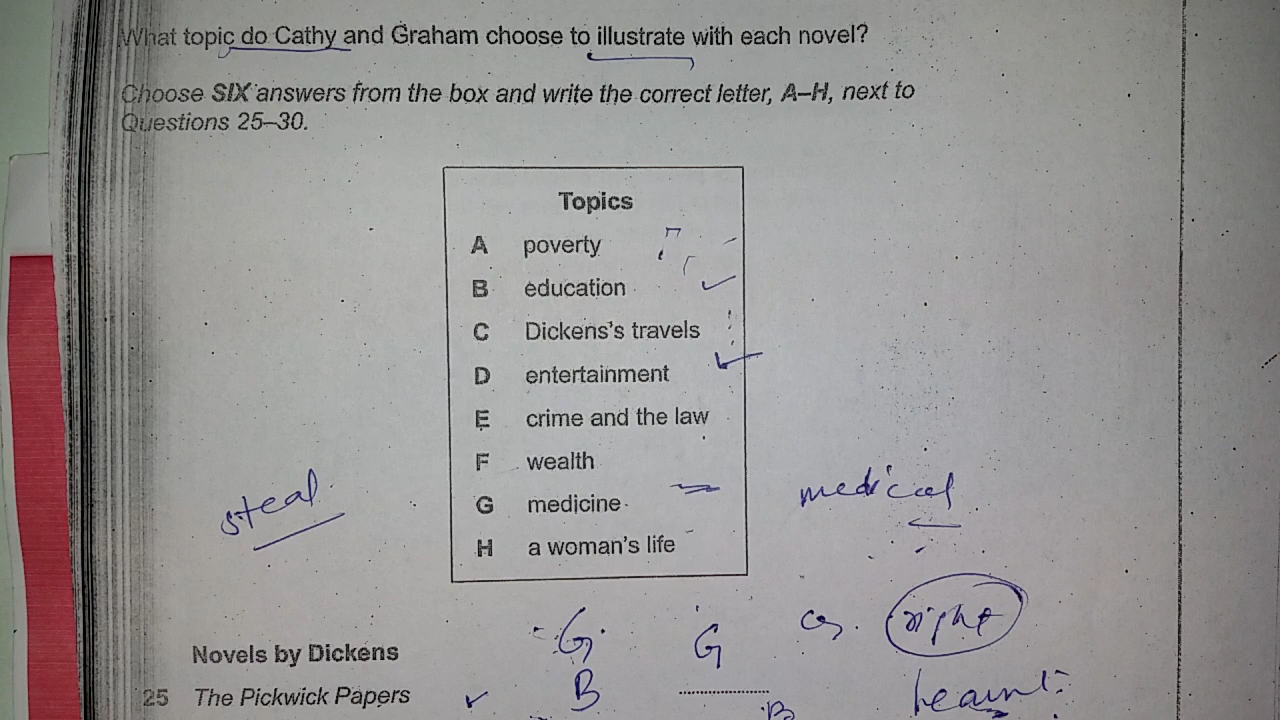 What topic do Cathy and Graham choose to illustrate with each novel?
Choose SIX answers from the box and write the correct letter, A–H, next to
Questions 25–30.
Topics
A poverty
B education
C Dickens's travels
D entertainment
E crime and the law
F wealth
G medicine
H a woman's life
steal
medical
G G right
Novels by Dickens
25 The Pickwick Papers B ....................
B